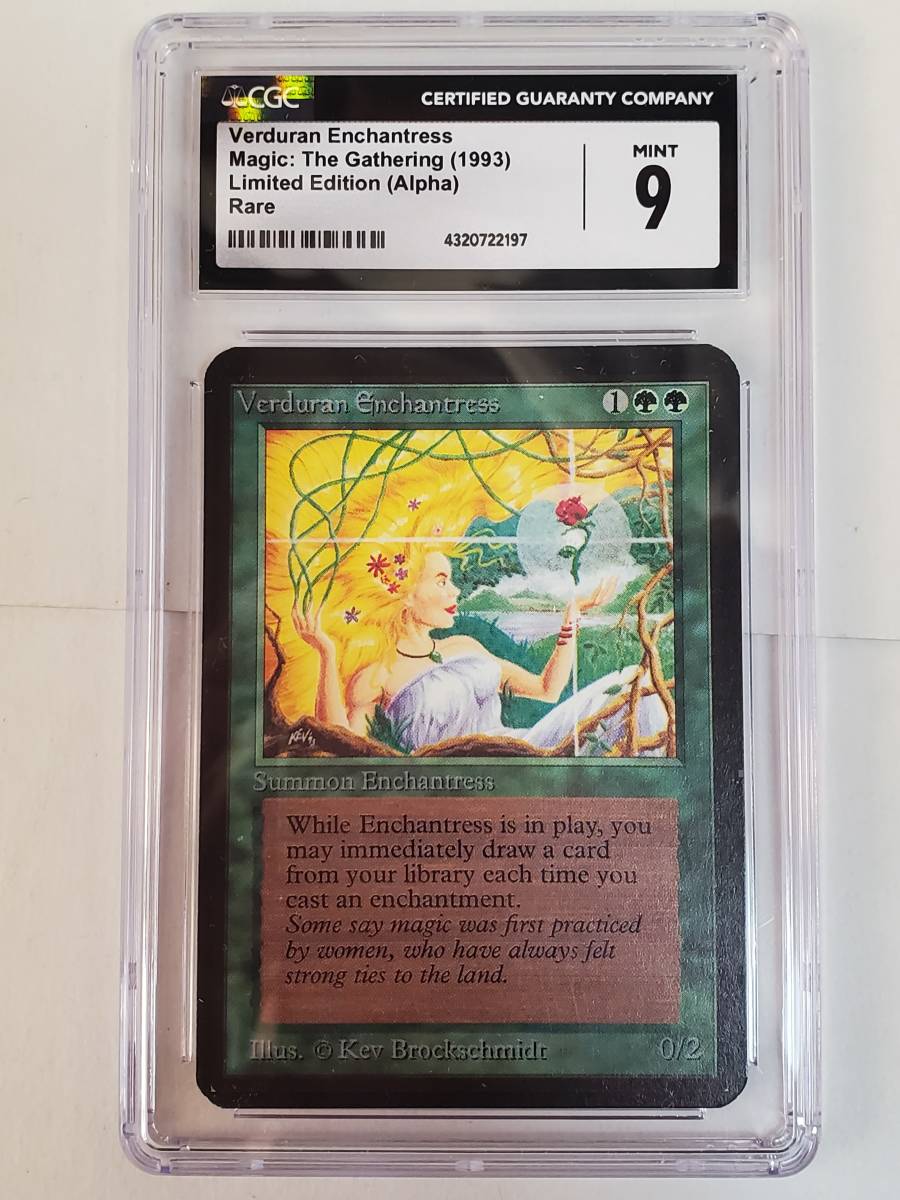 CGC CERTIFIED GUARANTY COMPANY
Verduran Enchantress
Magic: The Gathering (1993)
Limited Edition (Alpha)
Rare
MINT
9
4320722197
Verduran Enchantress 1
KEV
Summon Enchantress
While Enchantress is in play, you
may immediately draw a card
from your library each time you
cast an enchantment.
Some say magic was first practiced
by women, who have always felt
strong ties to the land.
Illus. © Kev Brockschmidt 0/2